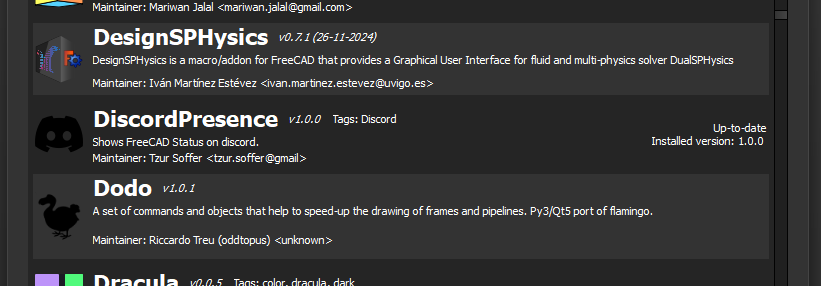 Maintainer: Mariwan Jalal <mariwan.jalal@gmail.com>
DesignSPHysics v0.7.1 (26-11-2024)
DesignSPHysics is a macro/addon for FreeCAD that provides a Graphical User Interface for fluid and multi-physics solver DualSPHysics
Maintainer: Iván Martínez Estévez <ivan.martinez.estevez@uvigo.es>
DiscordPresence v1.0.0 Tags: Discord
Up-to-date
Shows FreeCAD Status on discord.
Installed version: 1.0.0
Maintainer: Tzur Soffer <tzur.soffer@gmail>
Dodo v1.0.1
A set of commands and objects that help to speed-up the drawing of frames and pipelines. Py3/Qt5 port of flamingo.
Maintainer: Riccardo Treu (oddtopus) <unknown>
Dracula v0.0.5 Tags: color, dracula, dark